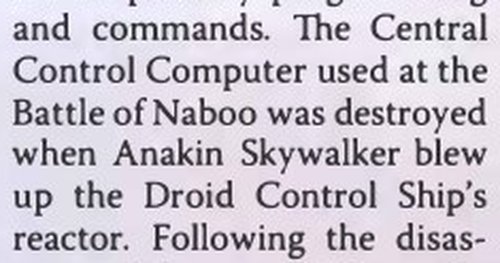 and commands. The Central
Control Computer used at the
Battle of Naboo was destroyed
when Anakin Skywalker blew
up the Droid Control Ship's
reactor. Following the disas-